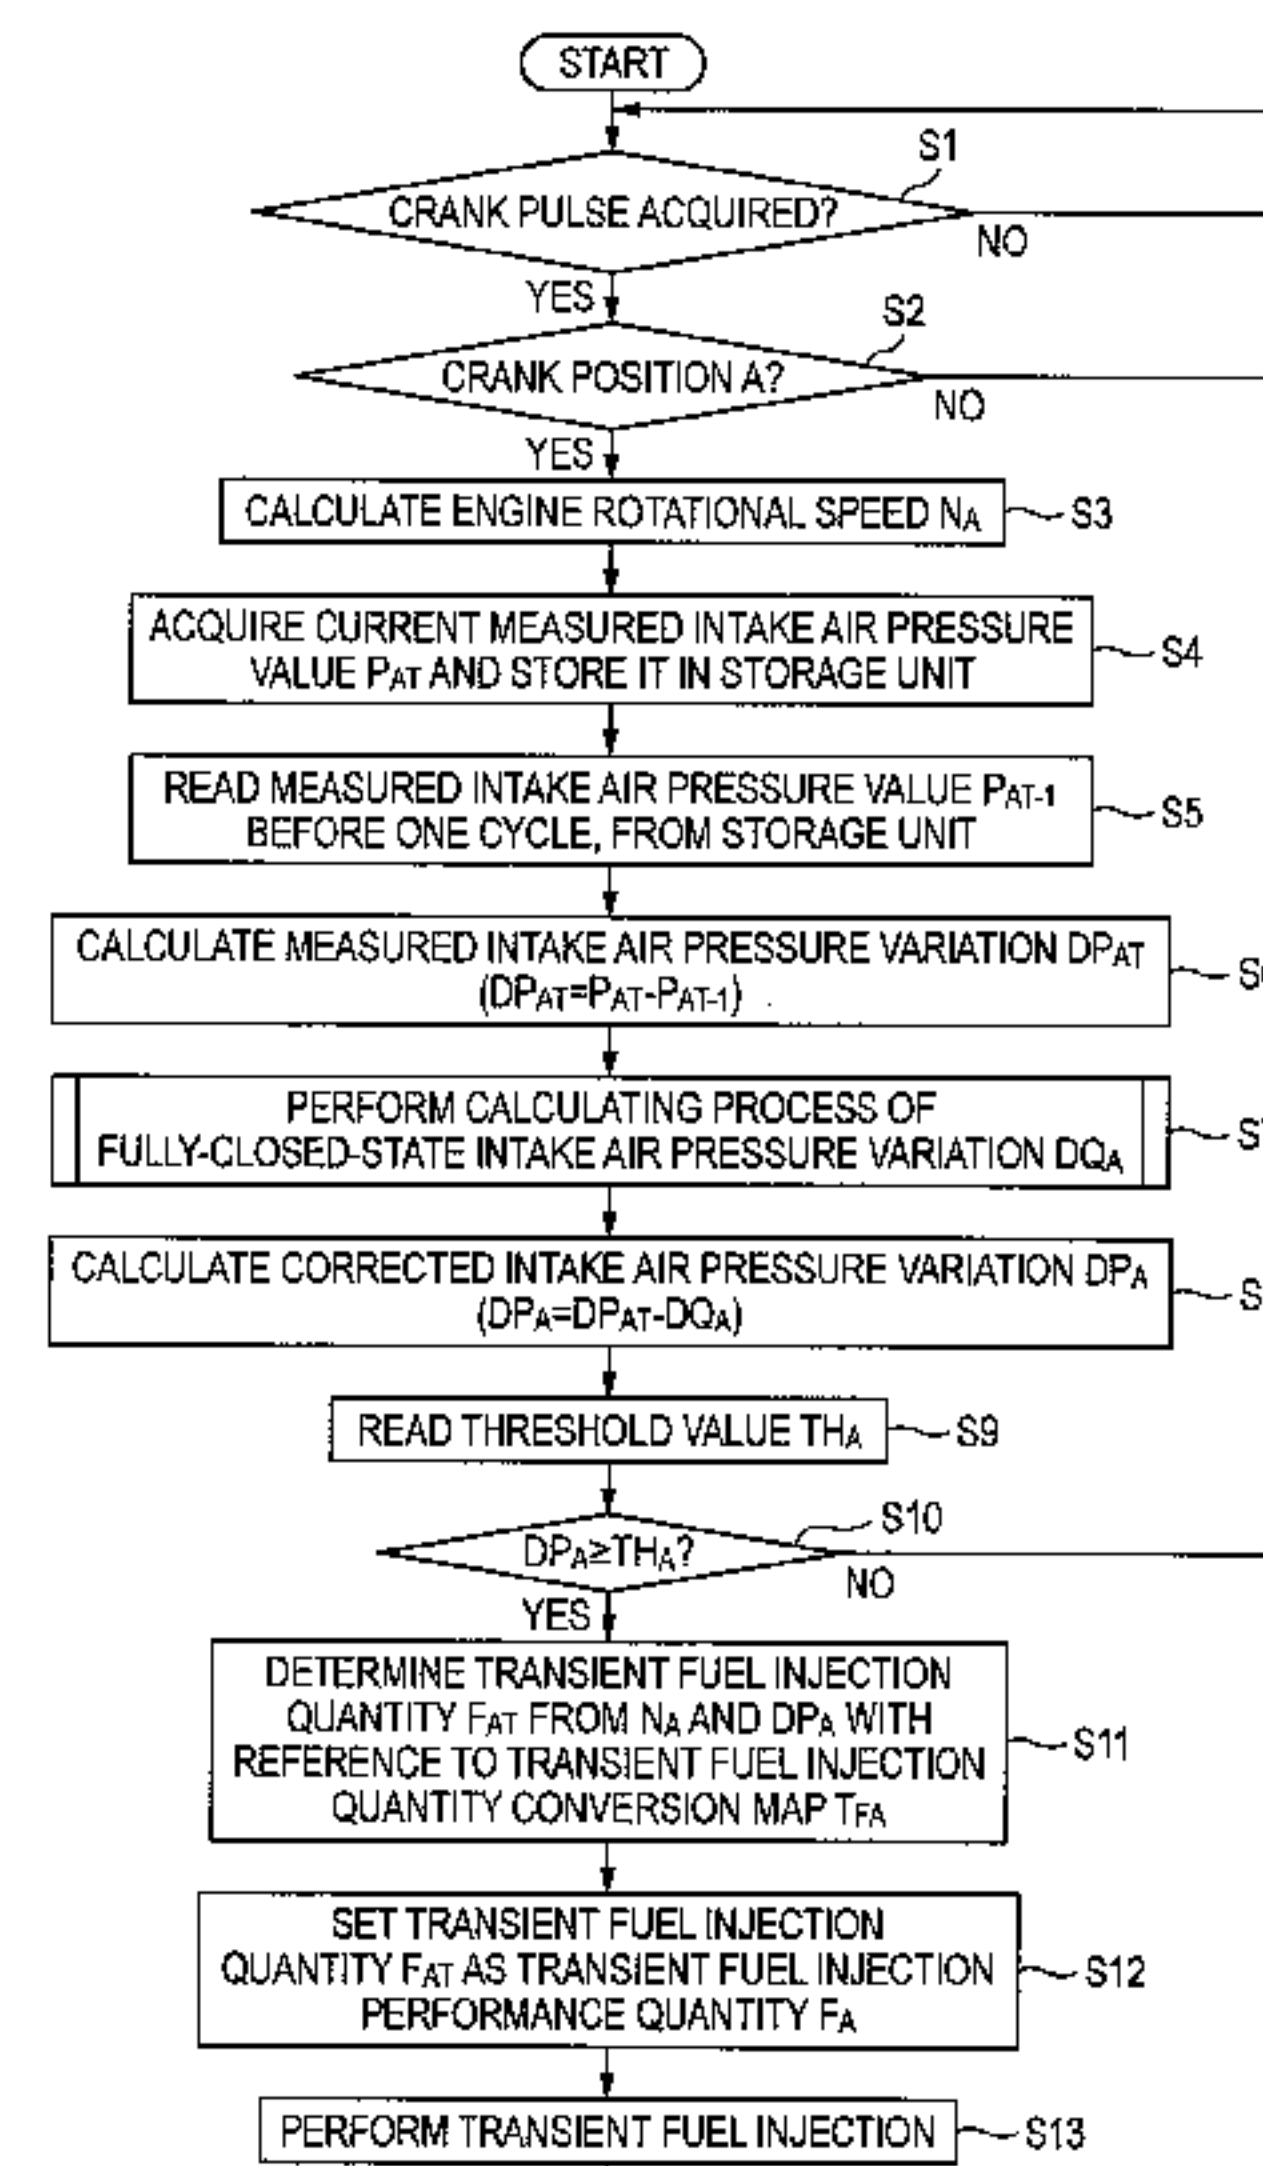 START
S1
CRANK PULSE ACQUIRED?
NO
YES
S2
CRANK POSITION A?
NO
YES
CALCULATE ENGINE ROTATIONAL SPEED NA
S3
ACQUIRE CURRENT MEASURED INTAKE AIR PRESSURE
VALUE PAT AND STORE IT IN STORAGE UNIT
S4
READ MEASURED INTAKE AIR PRESSURE VALUE PAT-1
BEFORE ONE CYCLE, FROM STORAGE UNIT
S5
CALCULATE MEASURED INTAKE AIR PRESSURE VARIATION DPAT
(DPAT=PAT-PAT-1)
PERFORM CALCULATING PROCESS OF
FULLY-CLOSED-STATE INTAKE AIR PRESSURE VARIATION DQA
CALCULATE CORRECTED INTAKE AIR PRESSURE VARIATION DPA
(DPA=DPAT-DQA)
READ THRESHOLD VALUE THA
S9
S10
DPA≥THA?
NO
YES
DETERMINE TRANSIENT FUEL INJECTION
QUANTITY FAT FROM NA AND DPA WITH
REFERENCE TO TRANSIENT FUEL INJECTION
QUANTITY CONVERSION MAP TFA
S11
SET TRANSIENT FUEL INJECTION
QUANTITY FAT AS TRANSIENT FUEL INJECTION
PERFORMANCE QUANTITY FA
S12
PERFORM TRANSIENT FUEL INJECTION
S13